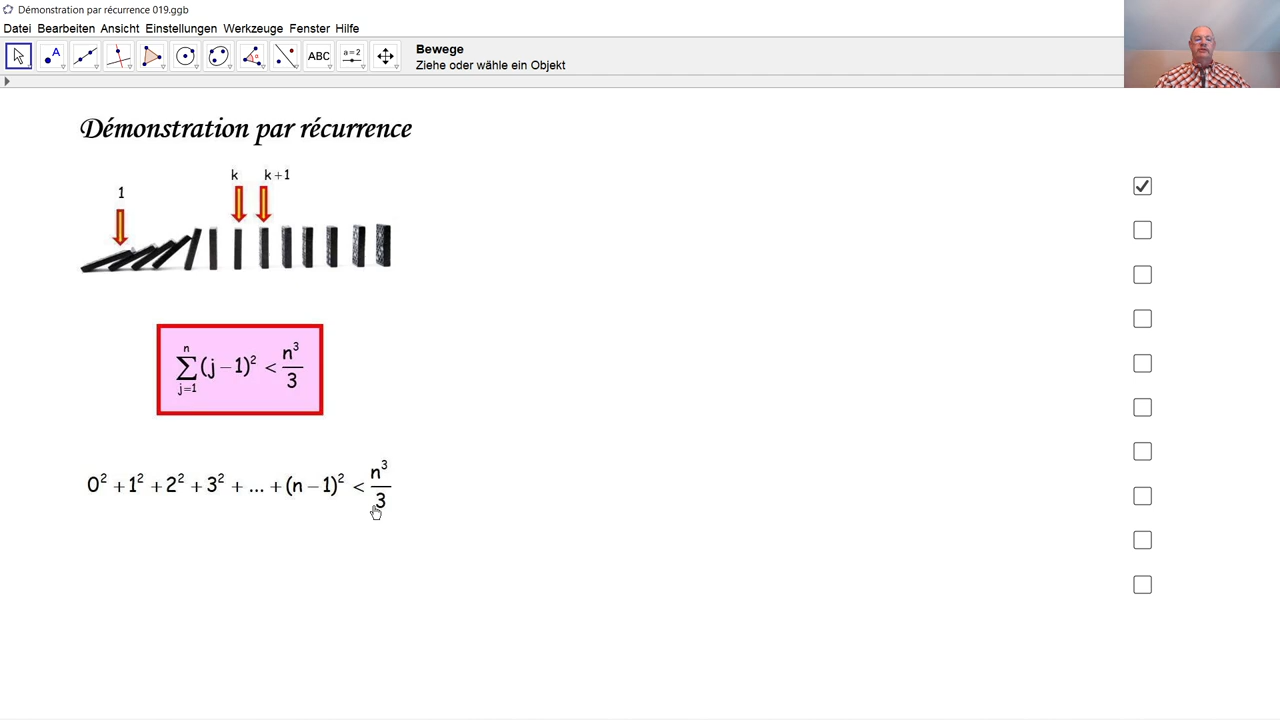 Démonstration par récurrence 019.ggb
Datei Bearbeiten Ansicht Einstellungen Werkzeuge Fenster Hilfe
A ABC a=2
Bewege
Ziehe oder wähle ein Objekt
Démonstration par récurrence
1 k k+1
∑_{j=1}^{n} (j−1)² < n³/3
0² +1² +2² +3² + ... +(n−1)² < n³/3